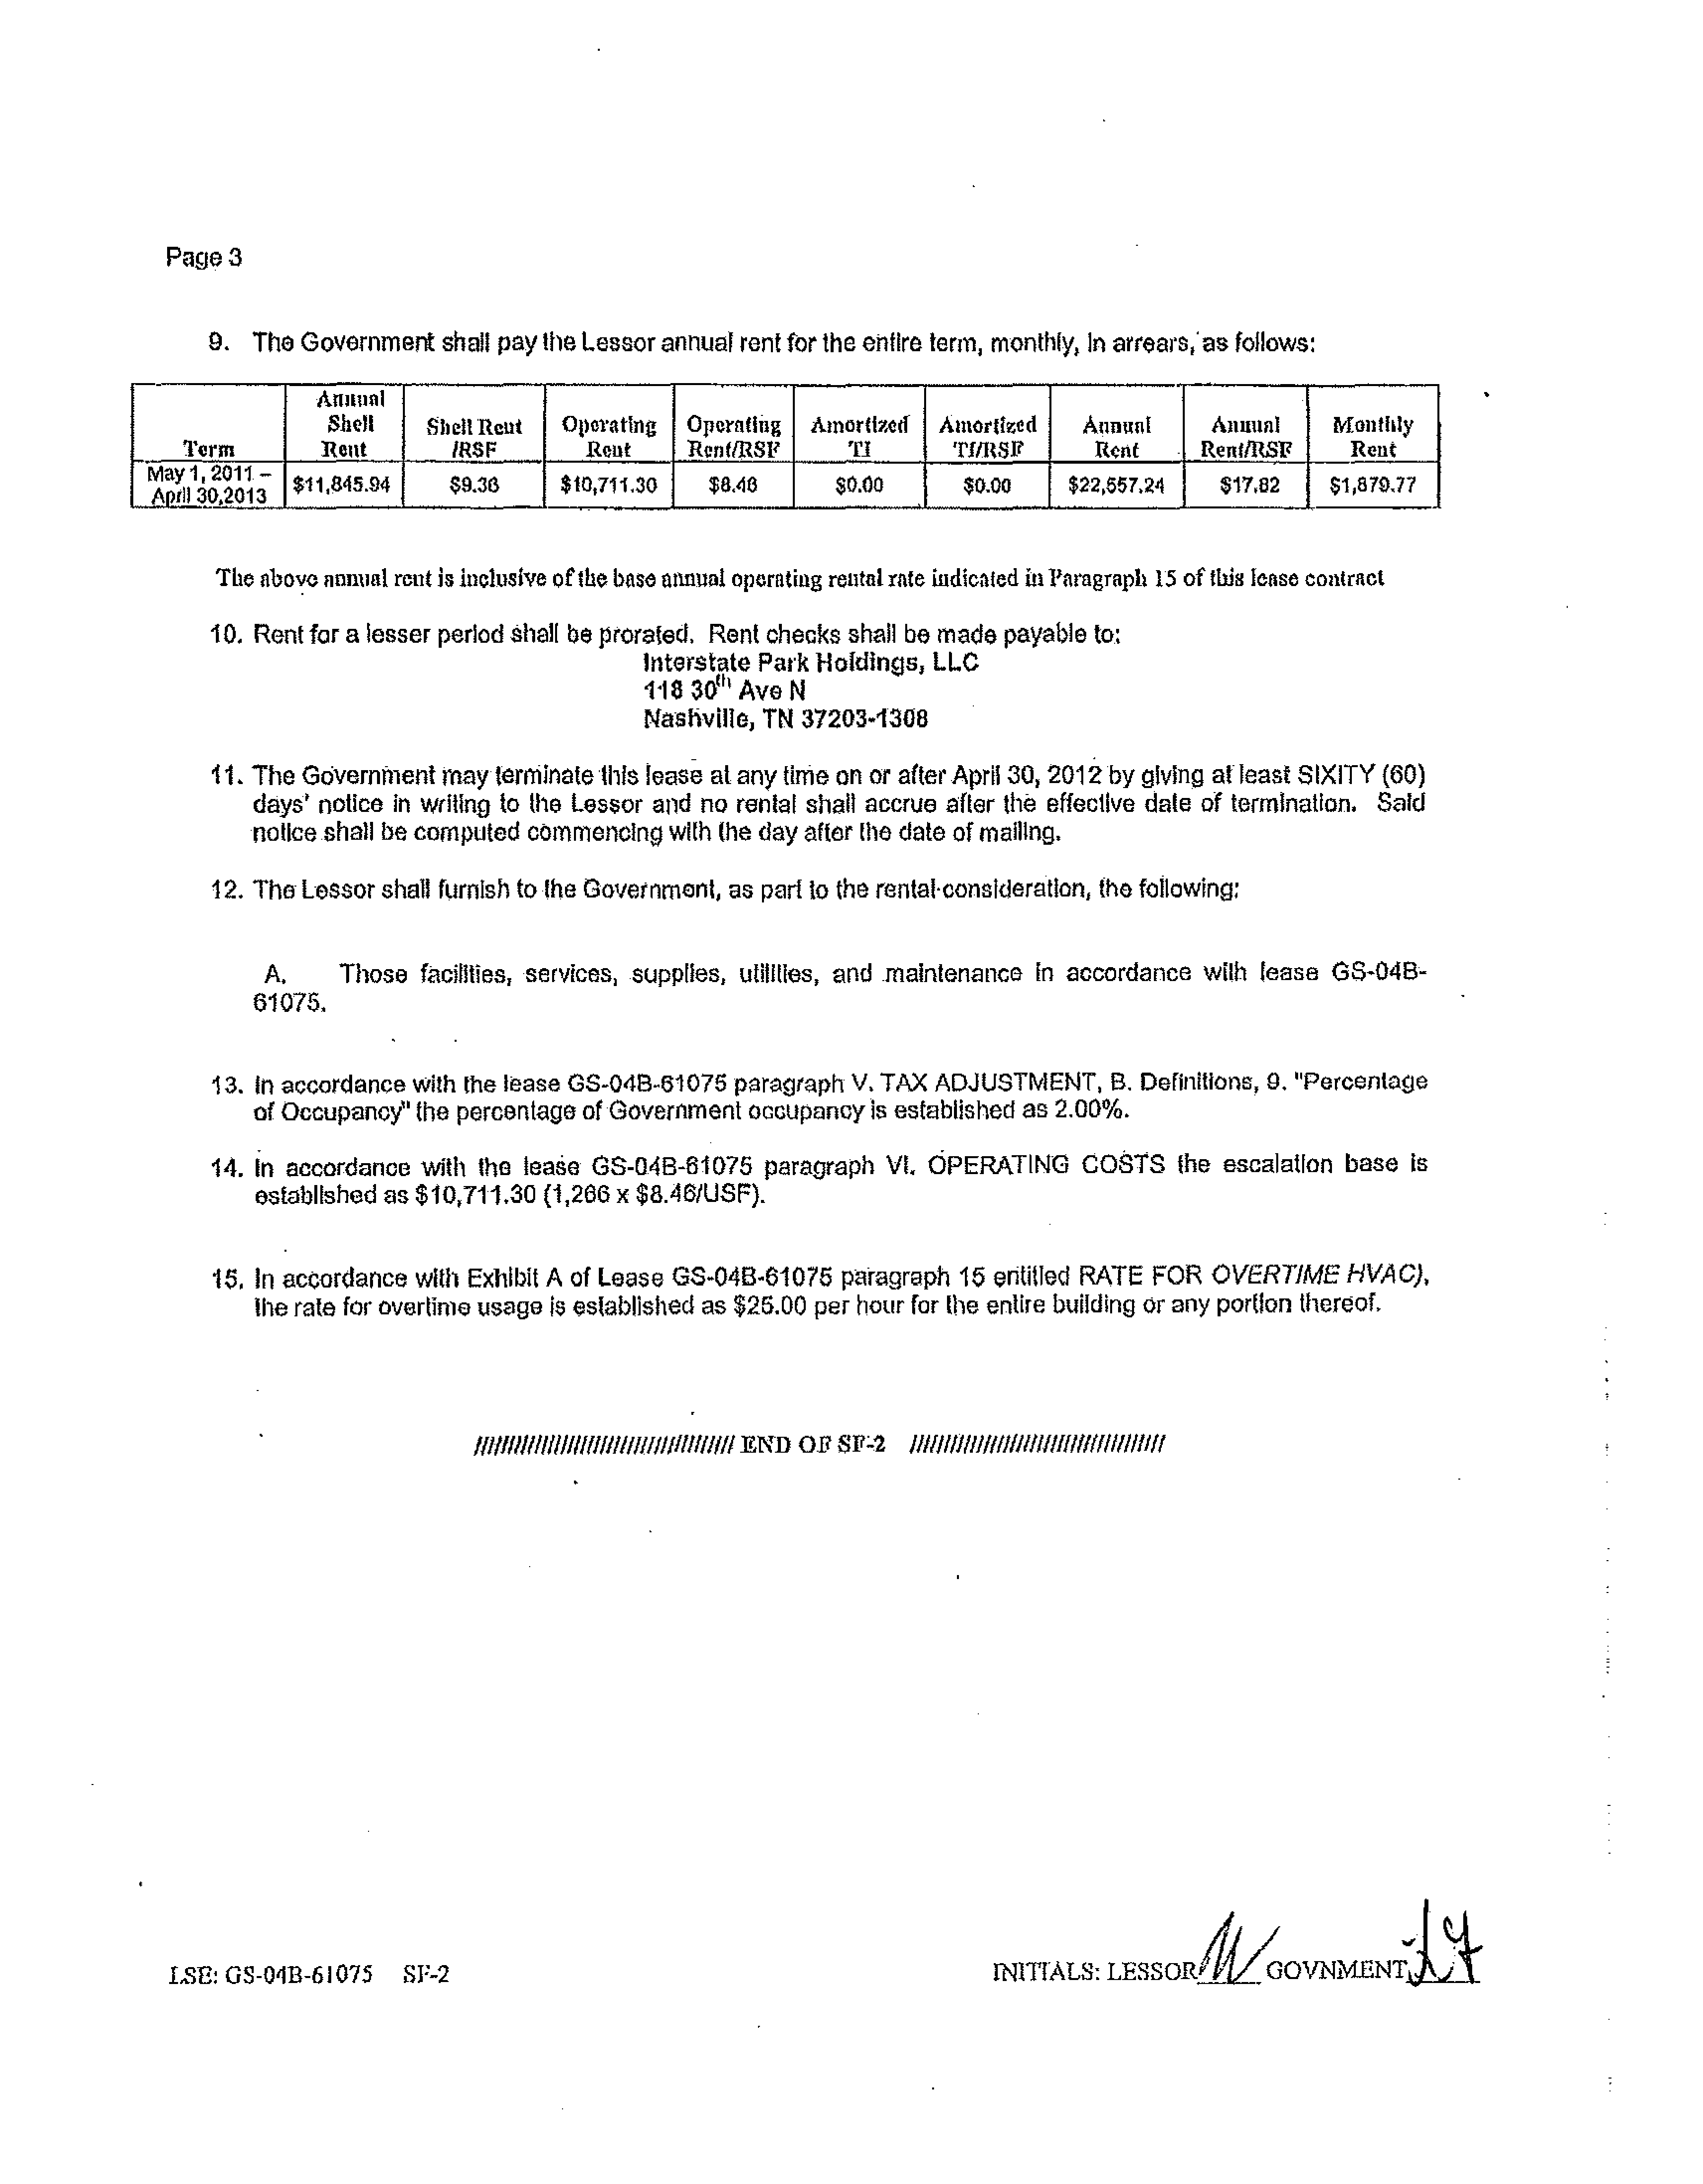 Page 3
9. The Government shall pay the Lessor annual rent for the entire term, monthly, in arrears, as follows:
Term | Annual Shell Rent | Shell Rent /RSF | Operating Rent | Operating Rent/RSF | Amortized TI | Amortized TI/RSF | Annual Rent | Annual Rent/RSF | Monthly Rent
May 1, 2011 – April 30,2013 | $11,845.94 | $9.36 | $10,711.30 | $8.46 | $0.00 | $0.00 | $22,557.24 | $17.82 | $1,879.77
The above annual rent is inclusive of the base annual operating rental rate indicated in Paragraph 15 of this lease contract
10. Rent for a lesser period shall be prorated. Rent checks shall be made payable to:
Interstate Park Holdings, LLC
118 30th Ave N
Nashville, TN 37203-1308
11. The Government may terminate this lease at any time on or after April 30, 2012 by giving at least SIXITY (60)
days' notice in writing to the Lessor and no rental shall accrue after the effective date of termination. Said
notice shall be computed commencing with the day after the date of mailing.
12. The Lessor shall furnish to the Government, as part to the rental consideration, the following:
A. Those facilities, services, supplies, utilities, and maintenance in accordance with lease GS-04B-
61075.
13. In accordance with the lease GS-04B-61075 paragraph V. TAX ADJUSTMENT, B. Definitions, 9. "Percentage
of Occupancy" the percentage of Government occupancy is established as 2.00%.
14. In accordance with the lease GS-04B-61075 paragraph VI. OPERATING COSTS the escalation base is
established as $10,711.30 (1,266 x $8.46/USF).
15. In accordance with Exhibit A of Lease GS-04B-61075 paragraph 15 entitled RATE FOR OVERTIME HVAC),
the rate for overtime usage is established as $25.00 per hour for the entire building or any portion thereof.
/////////////////////////////////////// END OF SF-2 ///////////////////////////////////////
LSE: GS-04B-61075 SF-2
INITIALS: LESSOR GOVNMENT